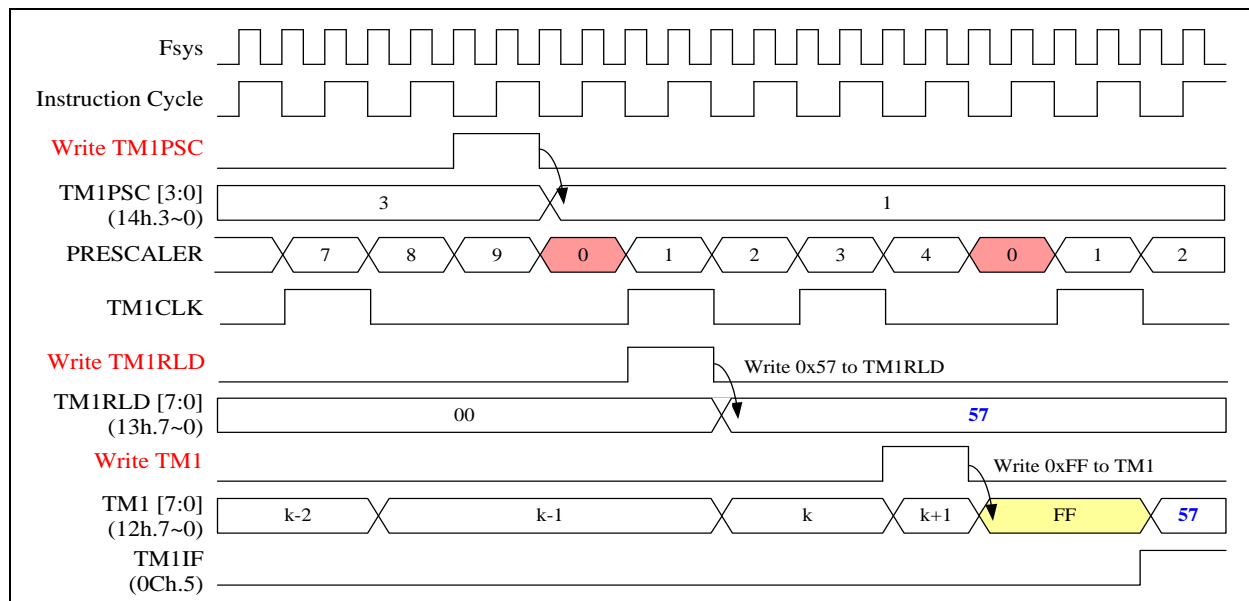 Fsys
Instruction Cycle
Write TM1PSC
TM1PSC [3:0]
(14h.3~0)
3 1
PRESCALER
7 8 9 0 1 2 3 4 0 1 2
TM1CLK
Write TM1RLD
Write 0x57 to TM1RLD
TM1RLD [7:0]
(13h.7~0)
00 57
Write TM1
Write 0xFF to TM1
TM1 [7:0]
(12h.7~0)
k-2 k-1 k k+1 FF 57
TM1IF
(0Ch.5)